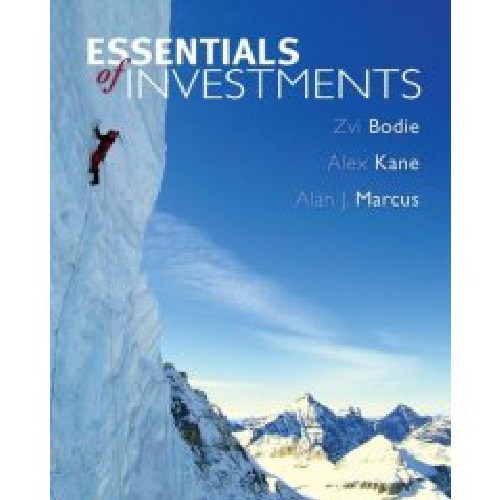 ESSENTIALS
of INVESTMENTS
Zvi Bodie
Alex Kane
Alan J. Marcus